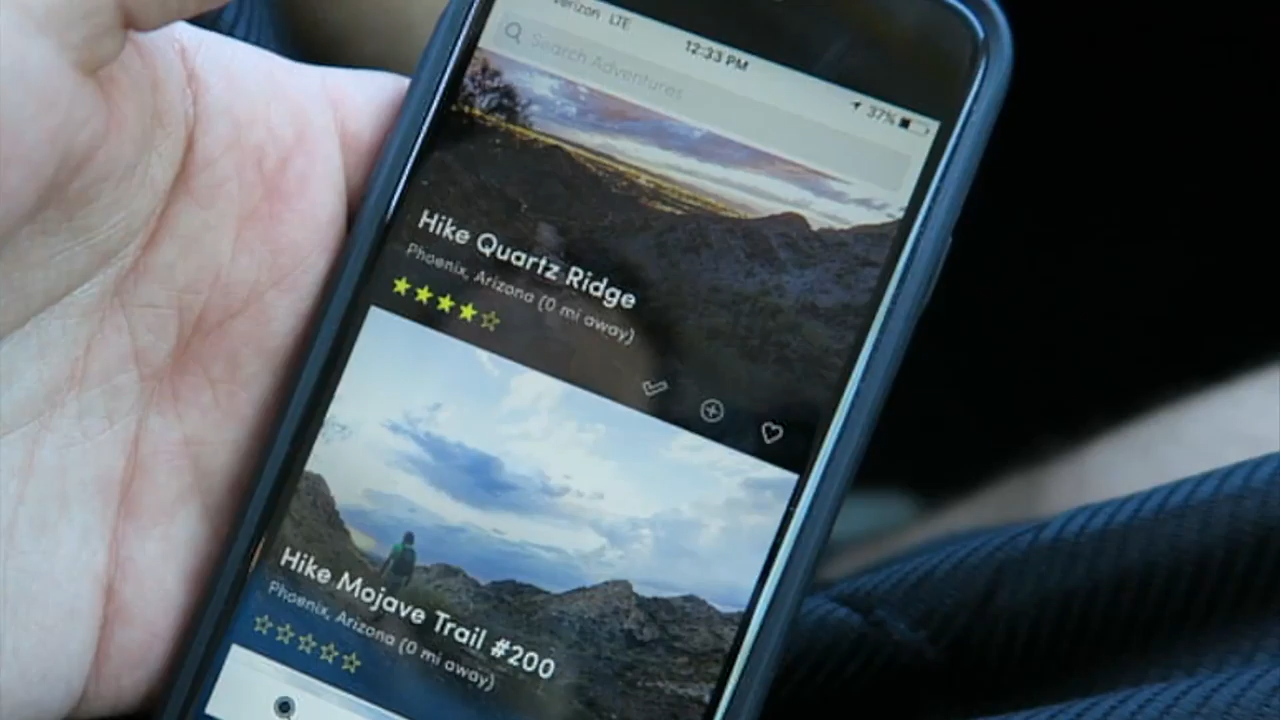 verizon LTE
12:33 PM
37%
Search Adventures
Hike Quartz Ridge
Phoenix, Arizona (0 mi away)
Hike Mojave Trail #200
Phoenix, Arizona (0 mi away)